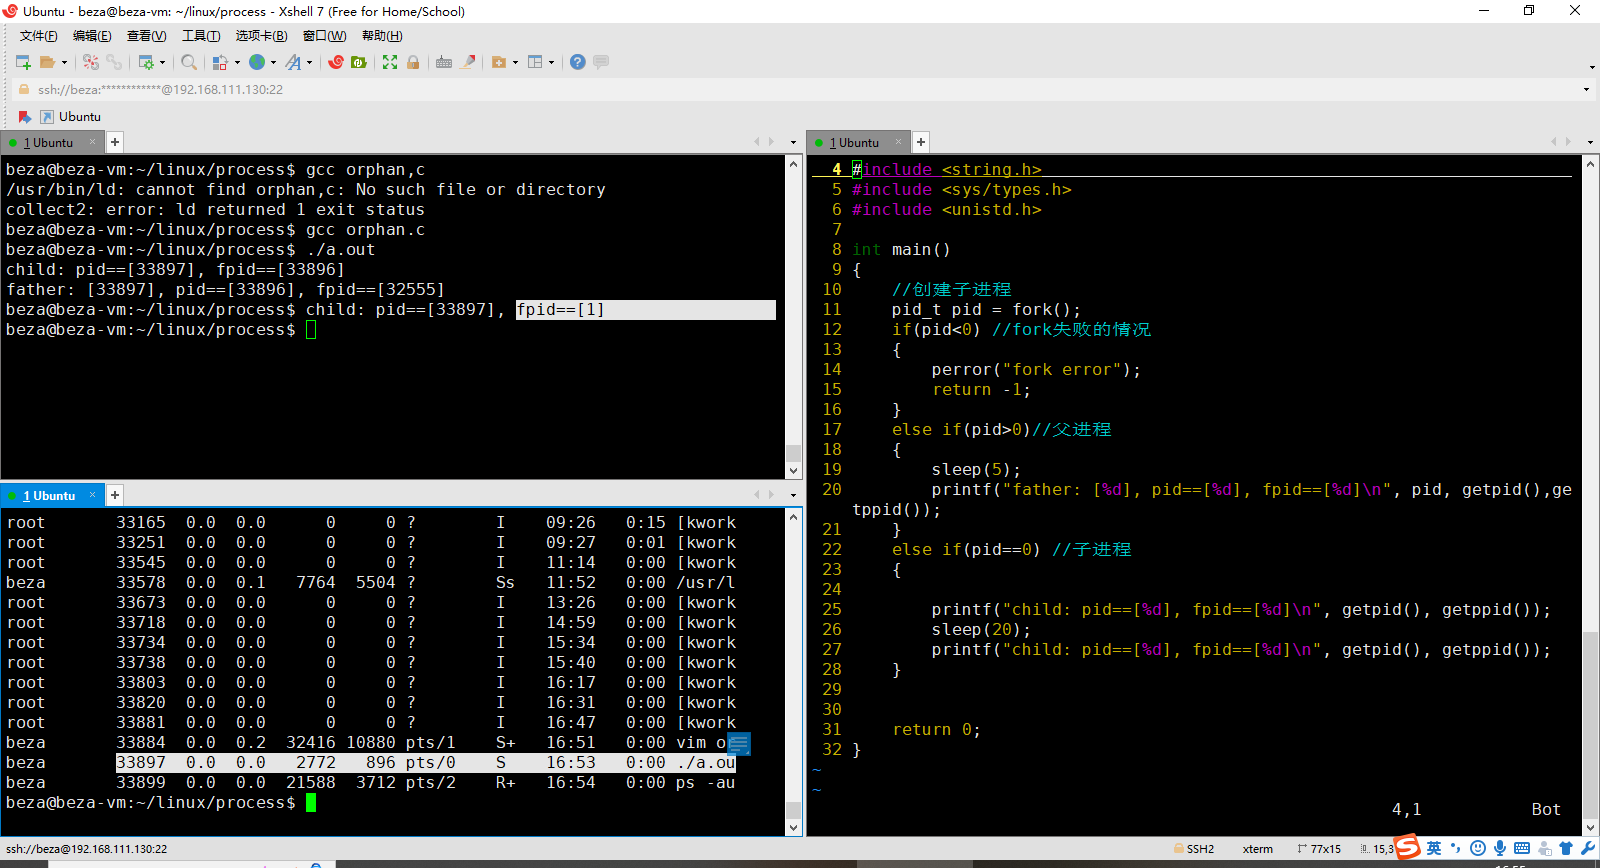 Ubuntu - beza@beza-vm: ~/linux/process - Xshell 7 (Free for Home/School)
文件(F) 编辑(E) 查看(V) 工具(T) 选项卡(B) 窗口(W) 帮助(H)
ssh://beza:************@192.168.111.130:22
Ubuntu
1 Ubuntu
beza@beza-vm:~/linux/process$ gcc orphan,c
/usr/bin/ld: cannot find orphan,c: No such file or directory
collect2: error: ld returned 1 exit status
beza@beza-vm:~/linux/process$ gcc orphan.c
beza@beza-vm:~/linux/process$ ./a.out
child: pid==[33897], fpid==[33896]
father: [33897], pid==[33896], fpid==[32555]
beza@beza-vm:~/linux/process$ child: pid==[33897], fpid==[1]
beza@beza-vm:~/linux/process$
1 Ubuntu
root 33165 0.0 0.0 0 0 ? I 09:26 0:15 [kwork
root 33251 0.0 0.0 0 0 ? I 09:27 0:01 [kwork
root 33545 0.0 0.0 0 0 ? I 11:14 0:00 [kwork
beza 33578 0.0 0.1 7764 5504 ? Ss 11:52 0:00 /usr/l
root 33673 0.0 0.0 0 0 ? I 13:26 0:00 [kwork
root 33718 0.0 0.0 0 0 ? I 14:59 0:00 [kwork
root 33734 0.0 0.0 0 0 ? I 15:34 0:00 [kwork
root 33738 0.0 0.0 0 0 ? I 15:40 0:00 [kwork
root 33803 0.0 0.0 0 0 ? I 16:17 0:00 [kwork
root 33820 0.0 0.0 0 0 ? I 16:31 0:00 [kwork
root 33881 0.0 0.0 0 0 ? I 16:47 0:00 [kwork
beza 33884 0.0 0.2 32416 10880 pts/1 S+ 16:51 0:00 vim o
beza 33897 0.0 0.0 2772 896 pts/0 S 16:53 0:00 ./a.ou
beza 33899 0.0 0.0 21588 3712 pts/2 R+ 16:54 0:00 ps -au
beza@beza-vm:~/linux/process$
1 Ubuntu
4 #include <string.h>
5 #include <sys/types.h>
6 #include <unistd.h>
7
8 int main()
9 {
10 //创建子进程
11 pid_t pid = fork();
12 if(pid<0) //fork失败的情况
13 {
14 perror("fork error");
15 return -1;
16 }
17 else if(pid>0)//父进程
18 {
19 sleep(5);
20 printf("father: [%d], pid==[%d], fpid==[%d]\n", pid, getpid(),ge
tppid());
21 }
22 else if(pid==0) //子进程
23 {
24
25 printf("child: pid==[%d], fpid==[%d]\n", getpid(), getppid());
26 sleep(20);
27 printf("child: pid==[%d], fpid==[%d]\n", getpid(), getppid());
28 }
29
30
31 return 0;
32 }
~
~
4,1 Bot
ssh://beza@192.168.111.130:22 SSH2 xterm 77x15 15,3 英